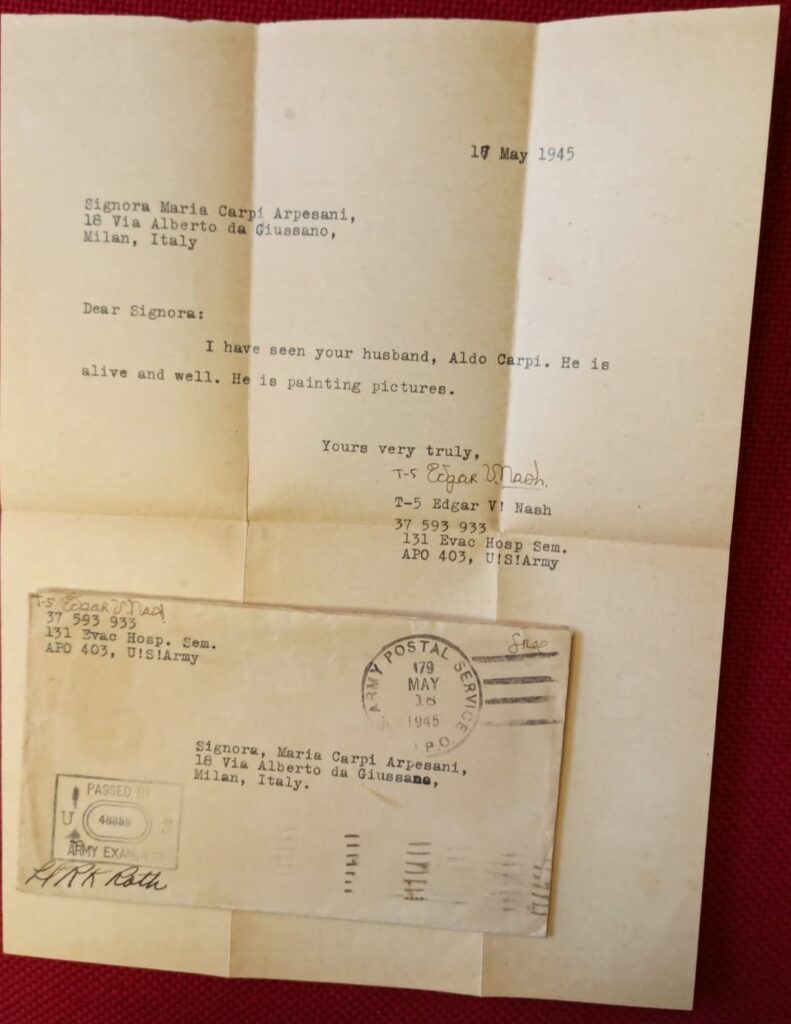 17 May 1945
Signora Maria Carpi Arpesani,
18 Via Alberto da Giussano,
Milan, Italy
Dear Signora:
I have seen your husband, Aldo Carpi. He is
alive and well. He is painting pictures.
Yours very truly,
T-5 Edgar V. Nash.
T-5 Edgar V! Nash
37 593 933
131 Evac Hosp Sem.
APO 403, U!S!Army
T-5 Edgar V Nash
37 593 933
131 Evac Hosp. Sem.
APO 403, U!S!Army
Free
ARMY POSTAL SERVICE
179
MAY
18
1945
Signora, Maria Carpi Arpesani,
18 Via Alberto da Giussano,
Milan, Italy.
PASSED BY
U S
ARMY EXAMINER
H R K Roth